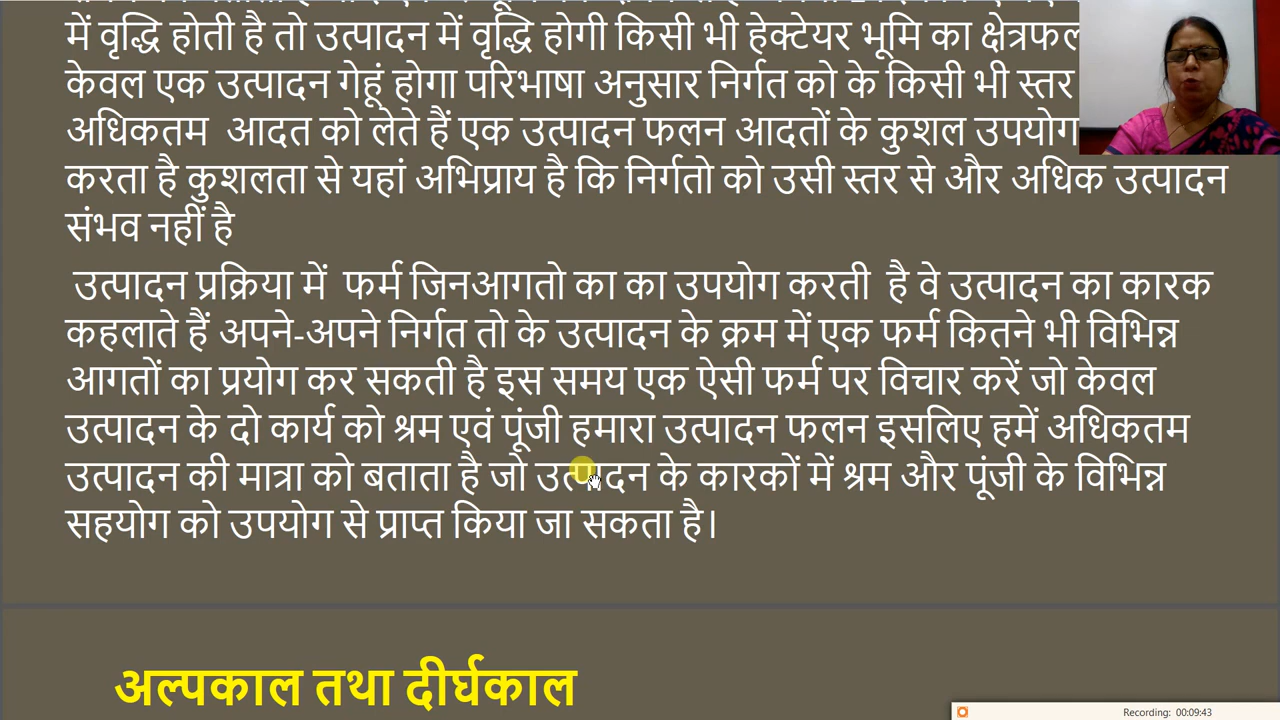 में वृद्धि होती है तो उत्पादन में वृद्धि होगी किसी भी हेक्टेयर भूमि का क्षेत्रफल
केवल एक उत्पादन गेहूं होगा परिभाषा अनुसार निर्गत को के किसी भी स्तर
अधिकतम आदत को लेते हैं एक उत्पादन फलन आदतों के कुशल उपयोग
करता है कुशलता से यहां अभिप्राय है कि निर्गतो को उसी स्तर से और अधिक उत्पादन
संभव नहीं है
उत्पादन प्रक्रिया में फर्म जिनआगतो का का उपयोग करती है वे उत्पादन का कारक
कहलाते हैं अपने-अपने निर्गत तो के उत्पादन के क्रम में एक फर्म कितने भी विभिन्न
आगतों का प्रयोग कर सकती है इस समय एक ऐसी फर्म पर विचार करें जो केवल
उत्पादन के दो कार्य को श्रम एवं पूंजी हमारा उत्पादन फलन इसलिए हमें अधिकतम
उत्पादन की मात्रा को बताता है जो उत्पादन के कारकों में श्रम और पूंजी के विभिन्न
सहयोग को उपयोग से प्राप्त किया जा सकता है।
अल्पकाल तथा दीर्घकाल
Recording: 00:09:43